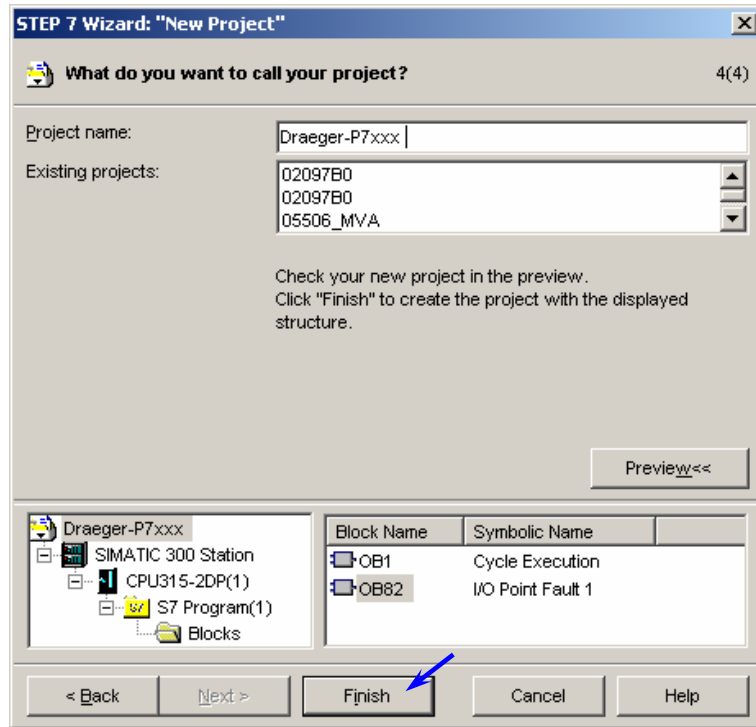 STEP 7 Wizard: "New Project"
What do you want to call your project?
4(4)
Project name:
Draeger-P7xxx
Existing projects:
02097B0
02097B0
05506_MVA
Check your new project in the preview.
Click "Finish" to create the project with the displayed
structure.
Preview<<
Draeger-P7xxx
SIMATIC 300 Station
CPU315-2DP(1)
S7 Program(1)
Blocks
Block Name Symbolic Name
OB1 Cycle Execution
OB82 I/O Point Fault 1
< Back Next > Finish Cancel Help